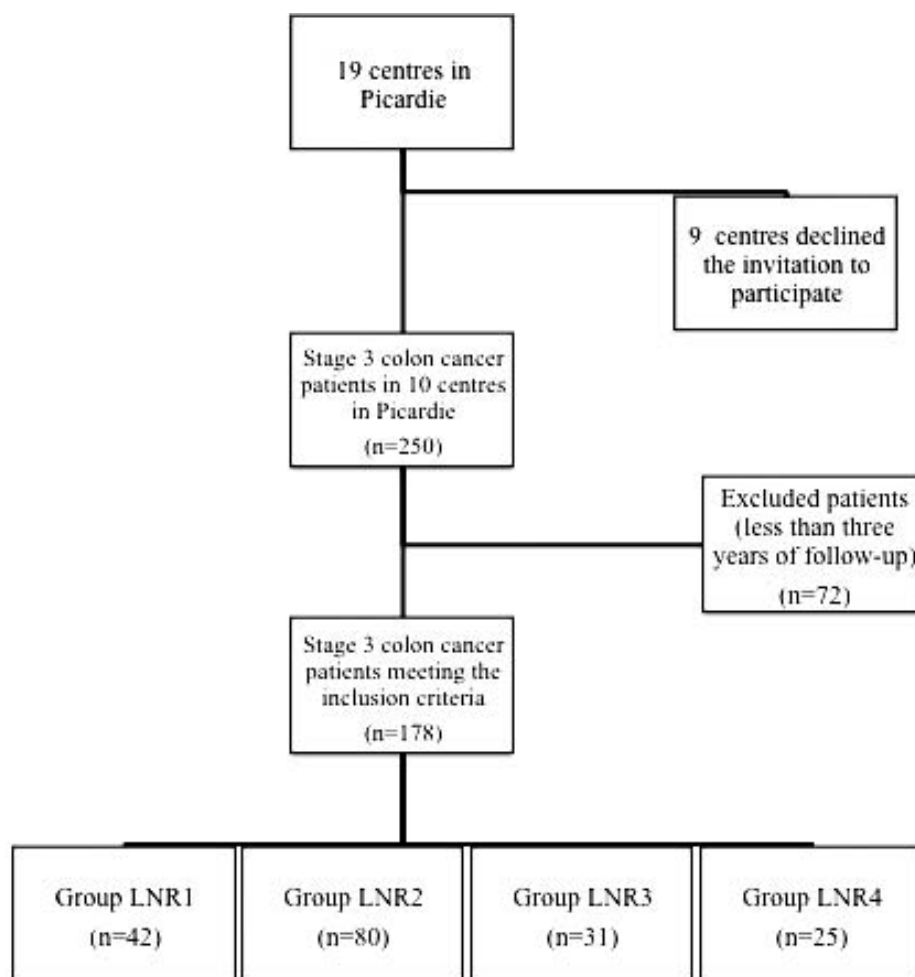 19 centres in
Picardie
9 centres declined
the invitation to
participate
Stage 3 colon cancer
patients in 10 centres
in Picardie
(n=250)
Excluded patients
(less than three
years of follow-up)
(n=72)
Stage 3 colon cancer
patients meeting the
inclusion criteria
(n=178)
Group LNR1
(n=42)
Group LNR2
(n=80)
Group LNR3
(n=31)
Group LNR4
(n=25)